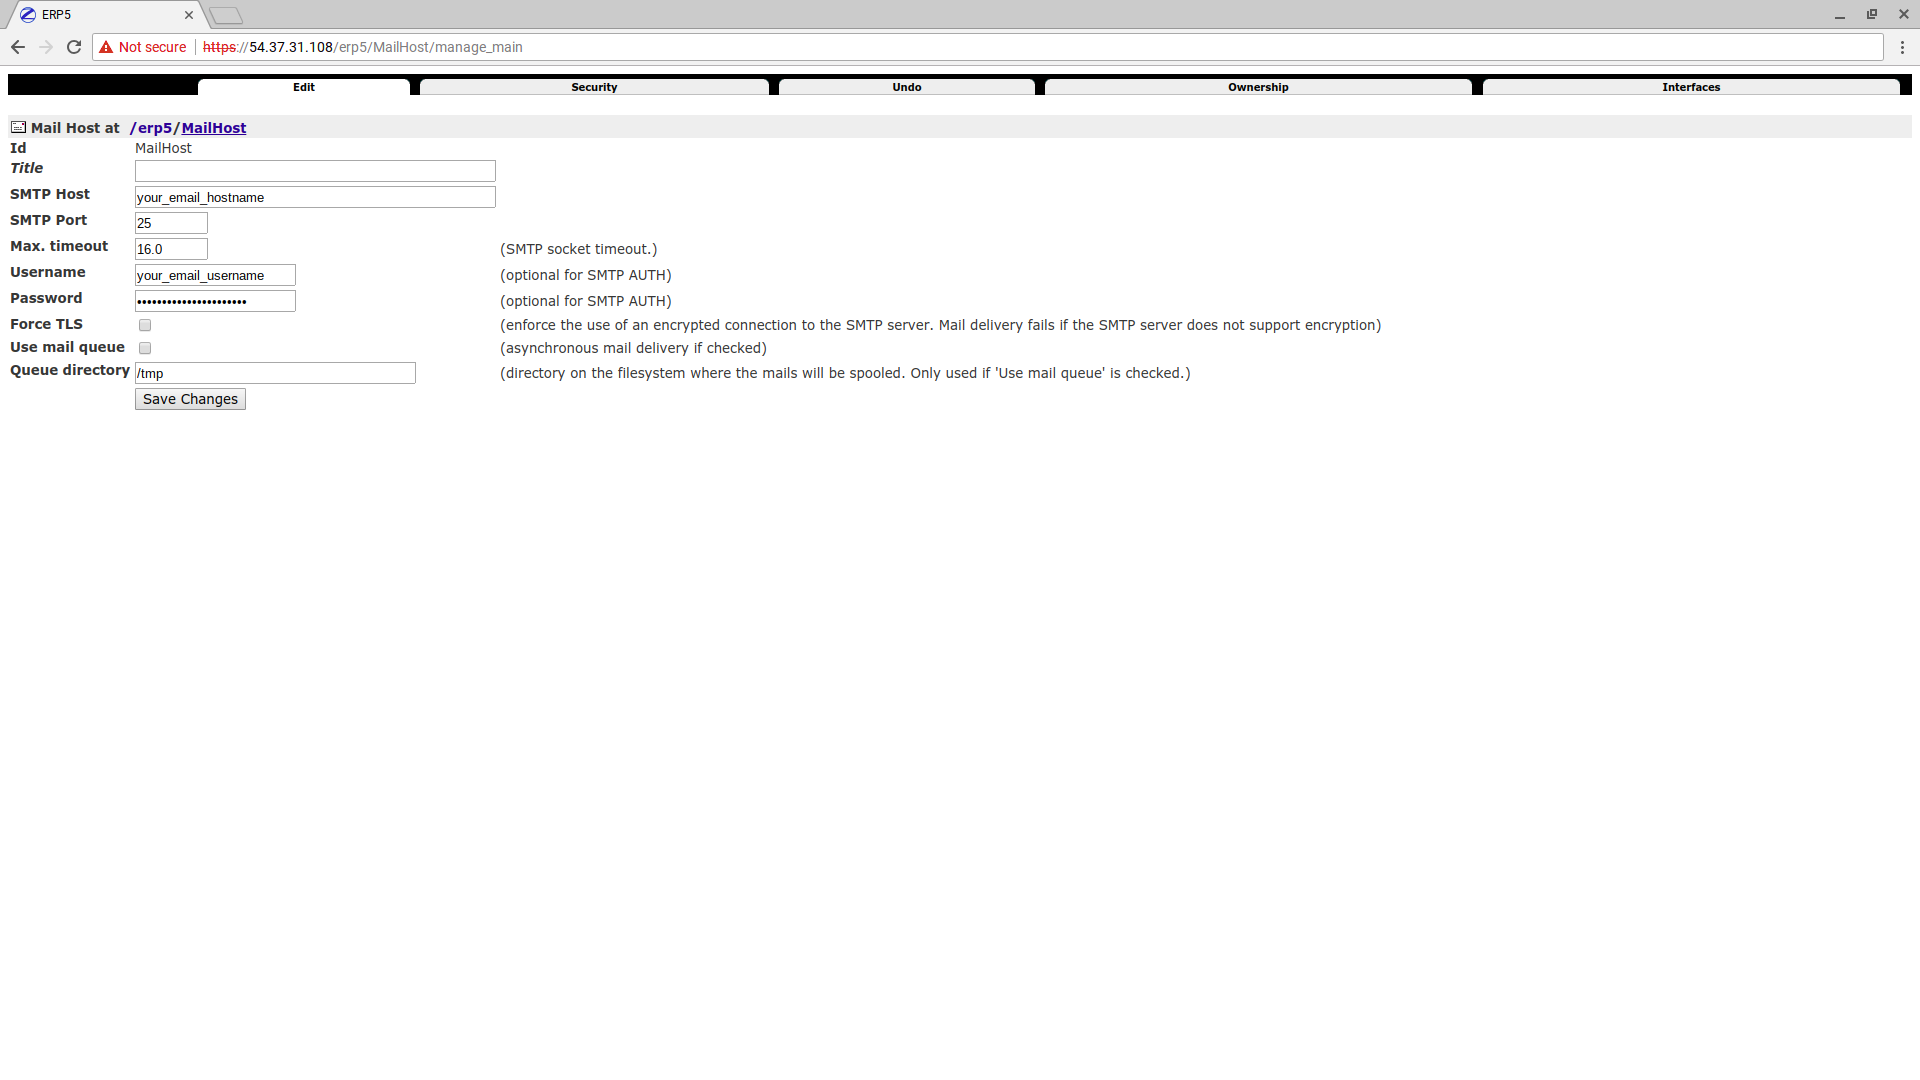 ERP5
Not secure https://54.37.31.108/erp5/MailHost/manage_main
Edit Security Undo Ownership Interfaces
Mail Host at /erp5/MailHost
Id MailHost
Title
SMTP Host your_email_hostname
SMTP Port 25
Max. timeout 16.0 (SMTP socket timeout.)
Username your_email_username (optional for SMTP AUTH)
Password •••••••••••••••••••••• (optional for SMTP AUTH)
Force TLS (enforce the use of an encrypted connection to the SMTP server. Mail delivery fails if the SMTP server does not support encryption)
Use mail queue (asynchronous mail delivery if checked)
Queue directory /tmp (directory on the filesystem where the mails will be spooled. Only used if 'Use mail queue' is checked.)
Save Changes